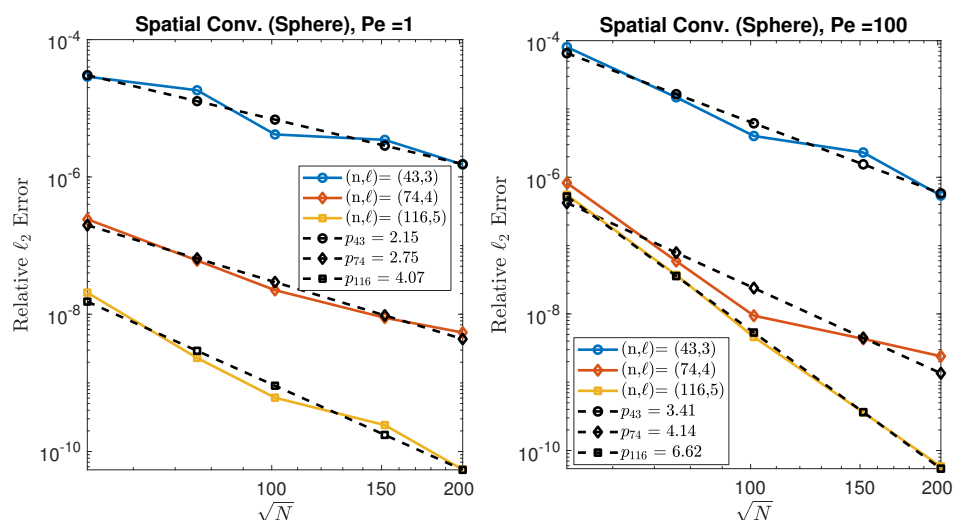 Spatial Conv. (Sphere), Pe =1
Relative ℓ₂ Error
10⁻⁴
10⁻⁶
10⁻⁸
10⁻¹⁰
(n,ℓ)= (43,3)
(n,ℓ)= (74,4)
(n,ℓ)= (116,5)
p₄₃ = 2.15
p₇₄ = 2.75
p₁₁₆ = 4.07
100
150
200
√N
Spatial Conv. (Sphere), Pe =100
Relative ℓ₂ Error
10⁻⁴
10⁻⁶
10⁻⁸
10⁻¹⁰
(n,ℓ)= (43,3)
(n,ℓ)= (74,4)
(n,ℓ)= (116,5)
p₄₃ = 3.41
p₇₄ = 4.14
p₁₁₆ = 6.62
100
150
200
√N